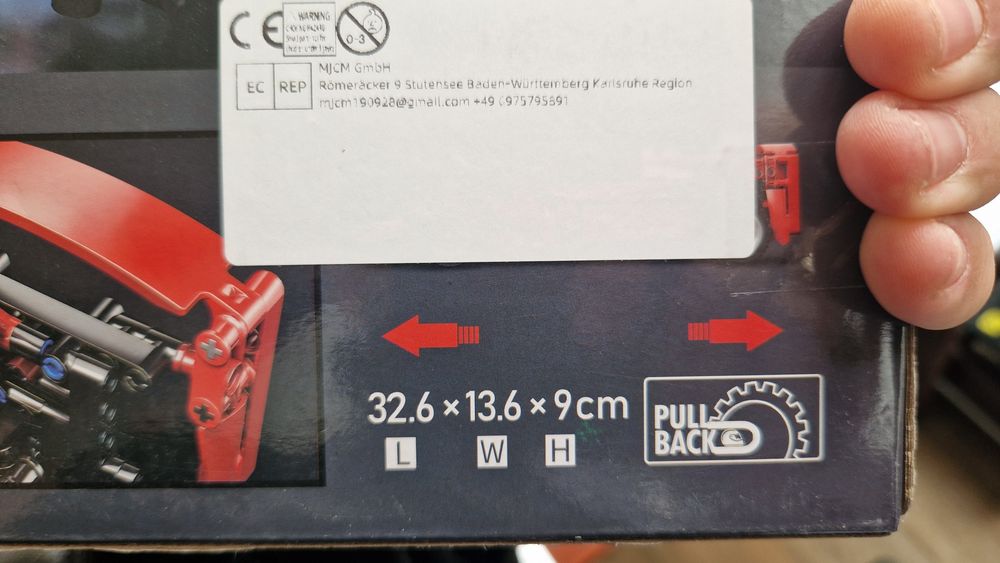 CE
WARNING
0-3
EC REP
MJCM GmbH
Römeräcker 9 Stutensee Baden-Württemberg Karlsruhe Region
mjcm190928@gmail.com +49 6975795891
32.6 × 13.6 × 9cm
L W H
PULL
BACK